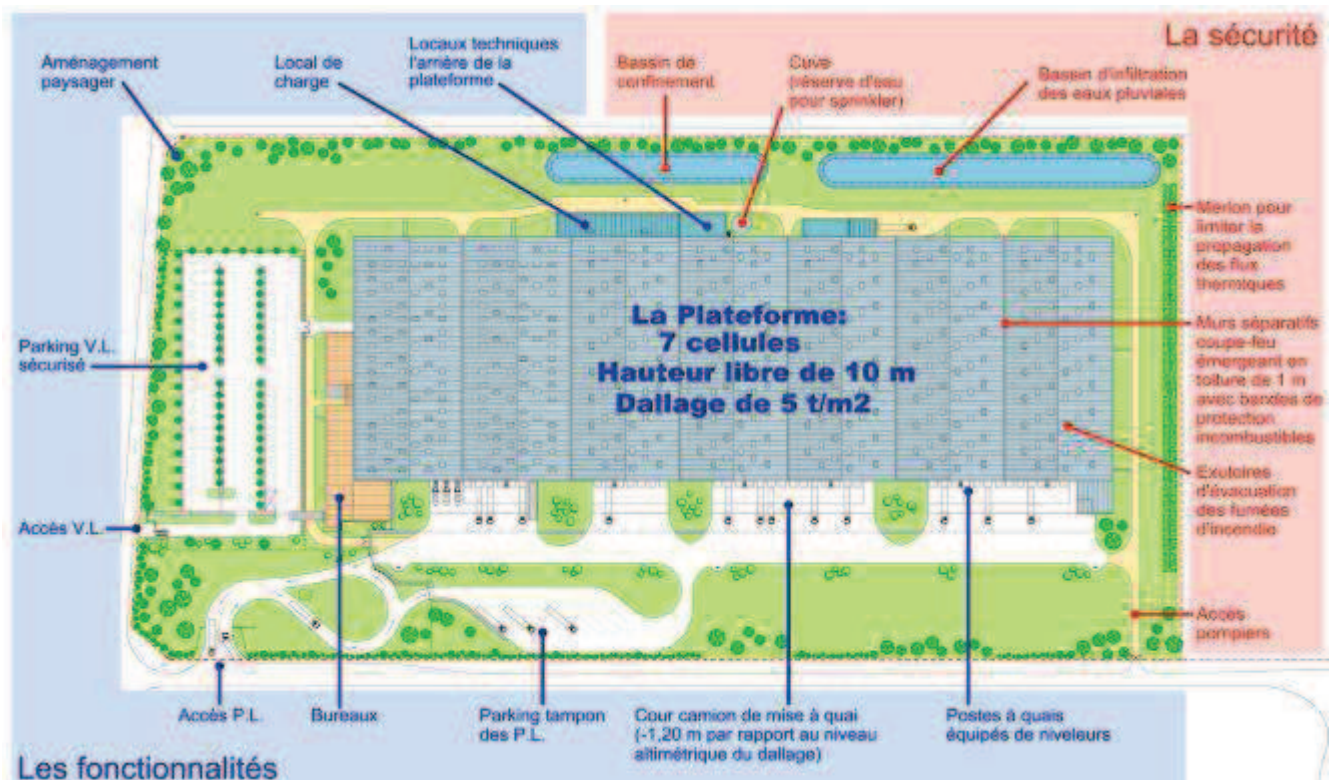 La sécurité
Aménagement
paysager
Local de
charge
Locaux techniques
l'arrière de la
plateforme
Bassin de
confinement
Cuve
(réserve d'eau
pour sprinkler)
Bassin d'infiltration
des eaux pluviales
Merlon pour
limiter la
propagation
des flux
thermiques
La Plateforme:
7 cellules
Hauteur libre de 10 m
Dallage de 5 t/m2
Murs séparatifs
coupe-feu
émergeant en
toiture de 1 m
avec bandes de
protection
incombustibles
Parking V.L.
sécurisé
Exutoires
d'évacuation
des fumées
d'incendie
Accès V.L.
Accès
pompiers
Accès P.L.
Bureaux
Parking tampon
des P.L.
Cour camion de mise à quai
(-1,20 m par rapport au niveau
altimétrique du dallage)
Postes à quais
équipés de niveleurs
Les fonctionnalités